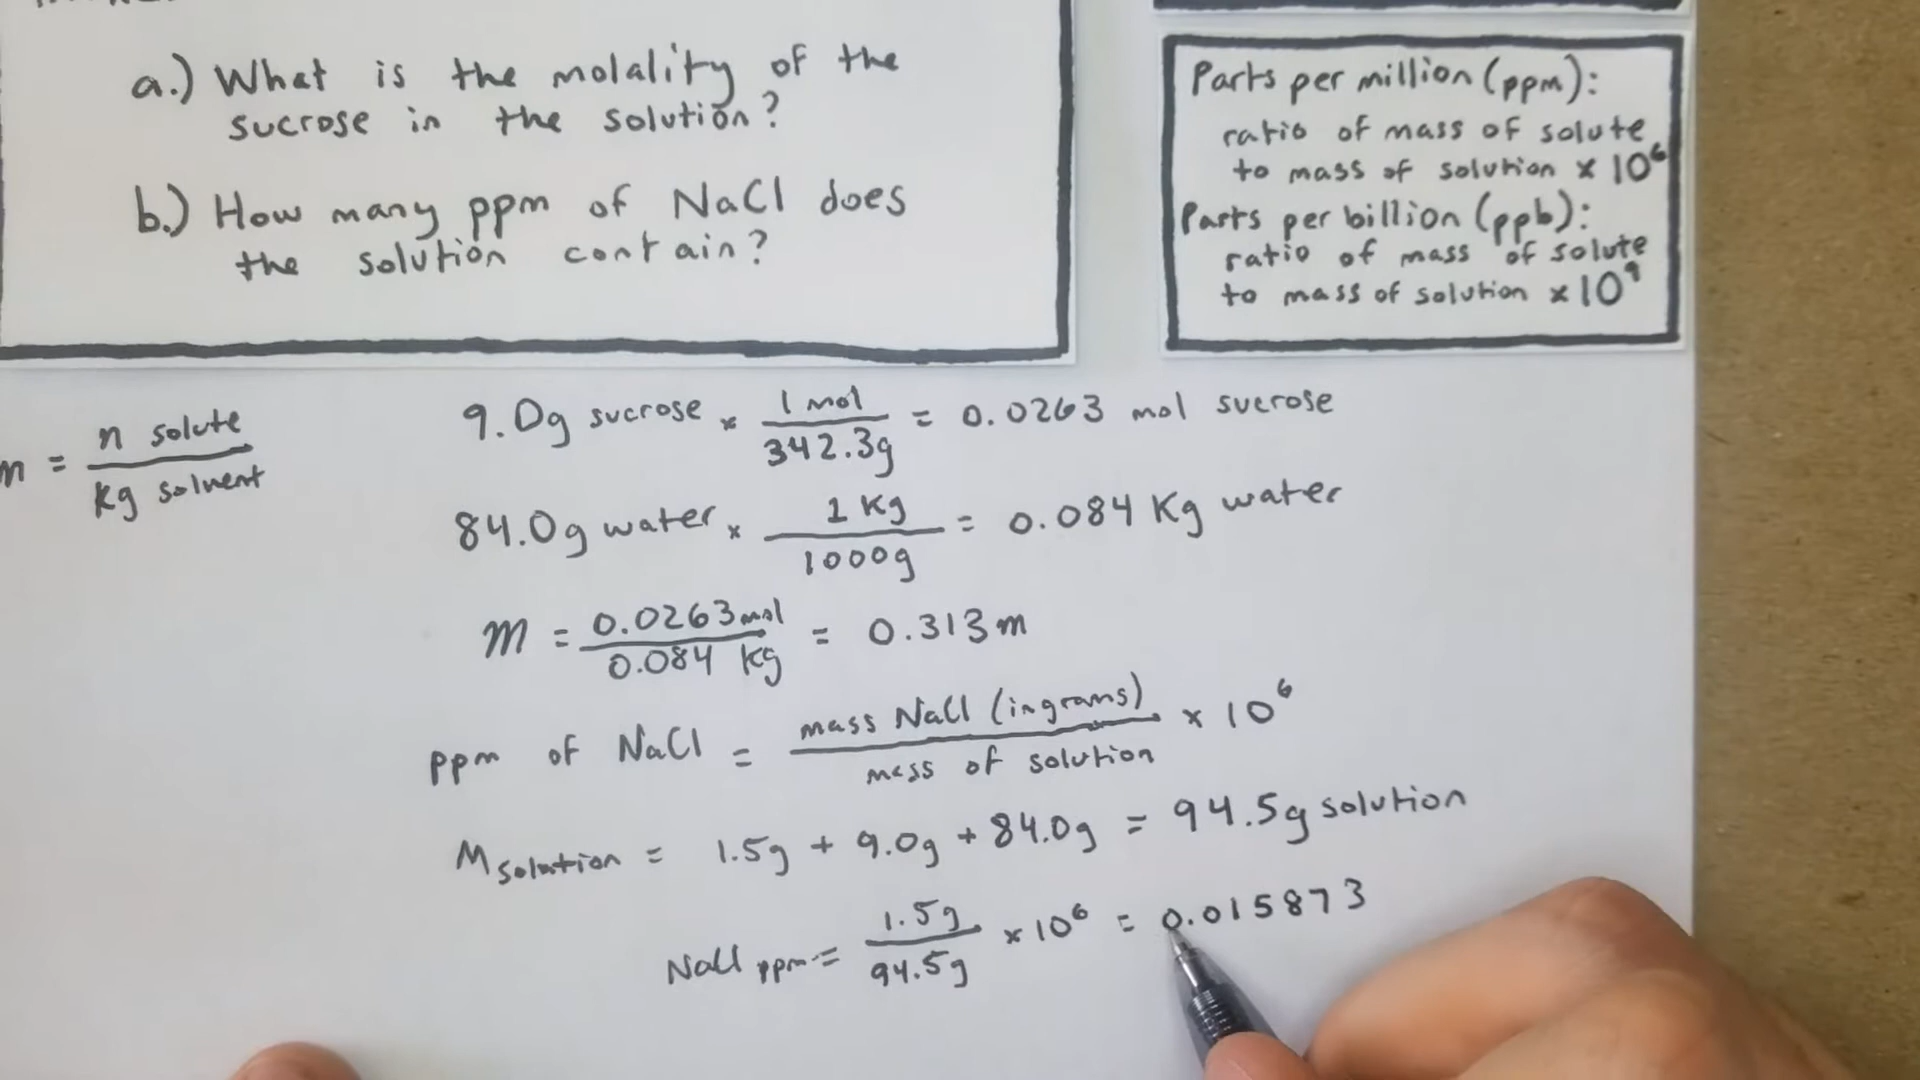 a.) What is the molality of the
sucrose in the solution?
b.) How many ppm of NaCl does
the solution contain?
Parts per million (ppm):
ratio of mass of solute
to mass of solution x 10⁶
Parts per billion (ppb):
ratio of mass of solute
to mass of solution x 10⁹
m = n solute / kg solvent
9.0g sucrose x 1 mol / 342.3g = 0.0263 mol sucrose
84.0g water x 1 Kg / 1000g = 0.084 Kg water
m = 0.0263 mol / 0.084 kg = 0.313 m
ppm of NaCl = mass NaCl (in grams) / mass of solution x 10⁶
M solution = 1.5g + 9.0g + 84.0g = 94.5g solution
NaCl ppm = 1.5g / 94.5g x 10⁶ = 0.015873